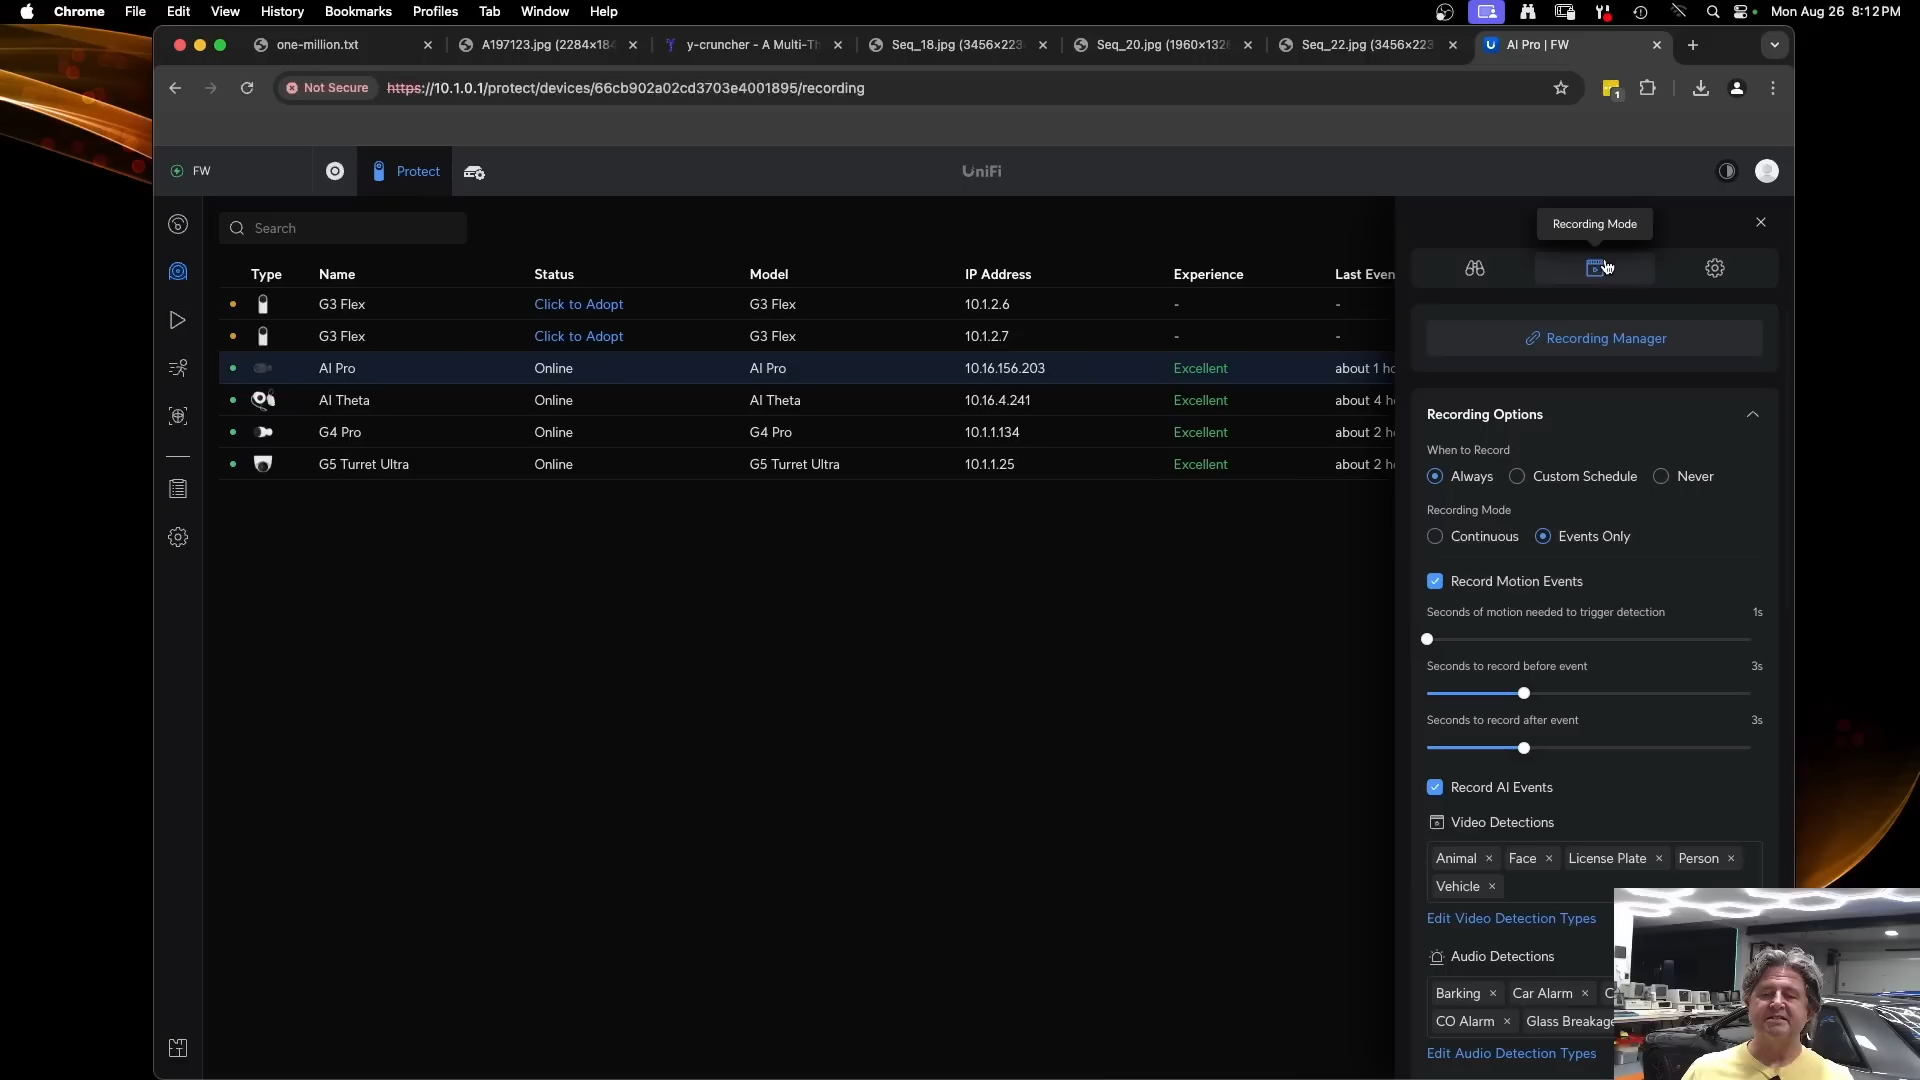 Chrome File Edit View History Bookmarks Profiles Tab Window Help Mon Aug 26 8:12 PM
one-million.txt A197123.jpg (2284×184 y-cruncher - A Multi-Th Seq_18.jpg (3456×223 Seq_20.jpg (1960×132 Seq_22.jpg (3456×223 AI Pro | FW
Not Secure https://10.1.0.1/protect/devices/66cb902a02cd3703e4001895/recording 1
FW Protect UniFi
Search
Recording Mode
Type Name Status Model IP Address Experience Last Even
G3 Flex Click to Adopt G3 Flex 10.1.2.6 - -
G3 Flex Click to Adopt G3 Flex 10.1.2.7 - -
AI Pro Online AI Pro 10.16.156.203 Excellent about 1 ho
AI Theta Online AI Theta 10.16.4.241 Excellent about 4 h
G4 Pro Online G4 Pro 10.1.1.134 Excellent about 2 h
G5 Turret Ultra Online G5 Turret Ultra 10.1.1.25 Excellent about 2 h
Recording Manager
Recording Options
When to Record
Always Custom Schedule Never
Recording Mode
Continuous Events Only
Record Motion Events
Seconds of motion needed to trigger detection 1s
Seconds to record before event 3s
Seconds to record after event 3s
Record AI Events
Video Detections
Animal × Face × License Plate × Person ×
Vehicle ×
Edit Video Detection Types
Audio Detections
Barking × Car Alarm × C
CO Alarm × Glass Breakage
Edit Audio Detection Types